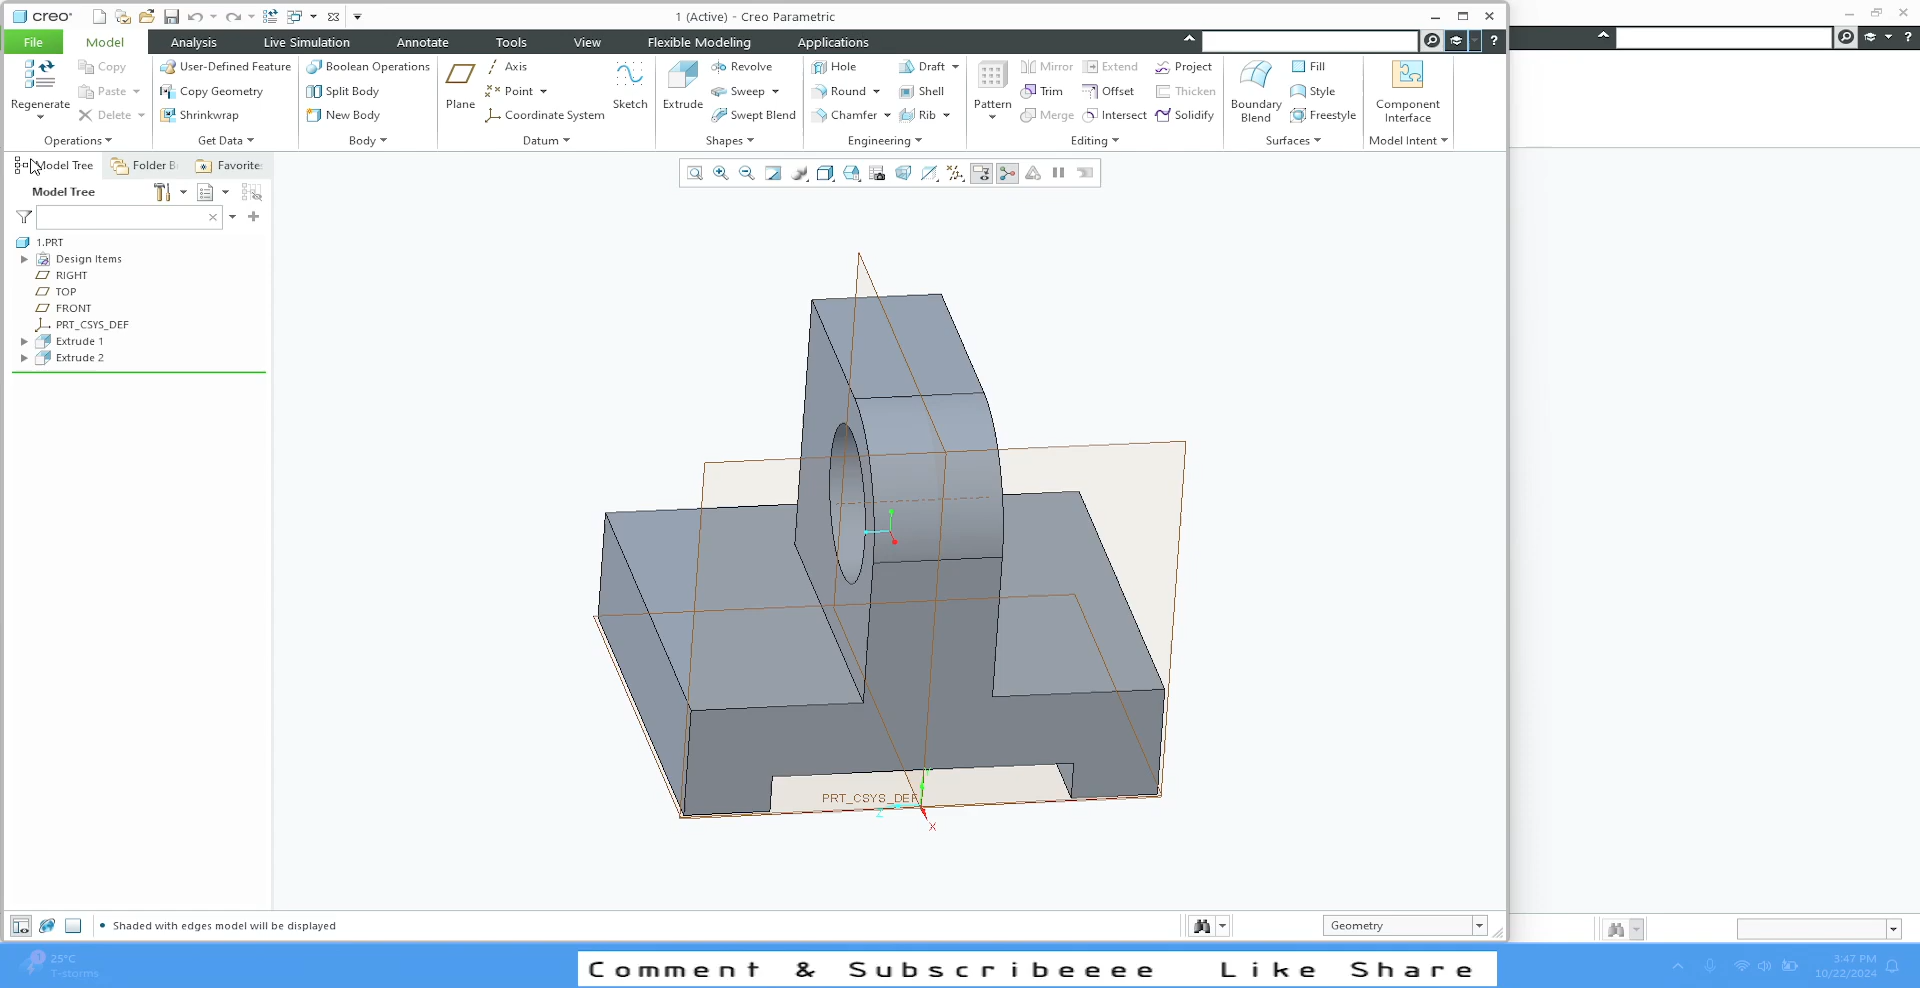 creo
1 (Active) - Creo Parametric
File Model Analysis Live Simulation Annotate Tools View Flexible Modeling Applications
Regenerate
Copy
Paste
Delete
Operations
User-Defined Feature
Copy Geometry
Shrinkwrap
Get Data
Boolean Operations
Split Body
New Body
Body
Plane
Axis
Point
Coordinate System
Sketch
Datum
Extrude
Revolve
Sweep
Swept Blend
Shapes
Hole
Round
Chamfer
Draft
Shell
Rib
Engineering
Pattern
Mirror
Trim
Merge
Extend
Offset
Intersect
Project
Thicken
Solidify
Editing
Boundary
Blend
Fill
Style
Freestyle
Surfaces
Component
Interface
Model Intent
Model Tree Folder B Favorite
Model Tree
1.PRT
Design Items
RIGHT
TOP
FRONT
PRT_CSYS_DEF
Extrude 1
Extrude 2
PRT_CSYS_DEF
Z
X
Shaded with edges model will be displayed
Geometry
1
25°C
T-storms
Comment & Subscribeeee Like Share
3:47 PM
10/22/2024